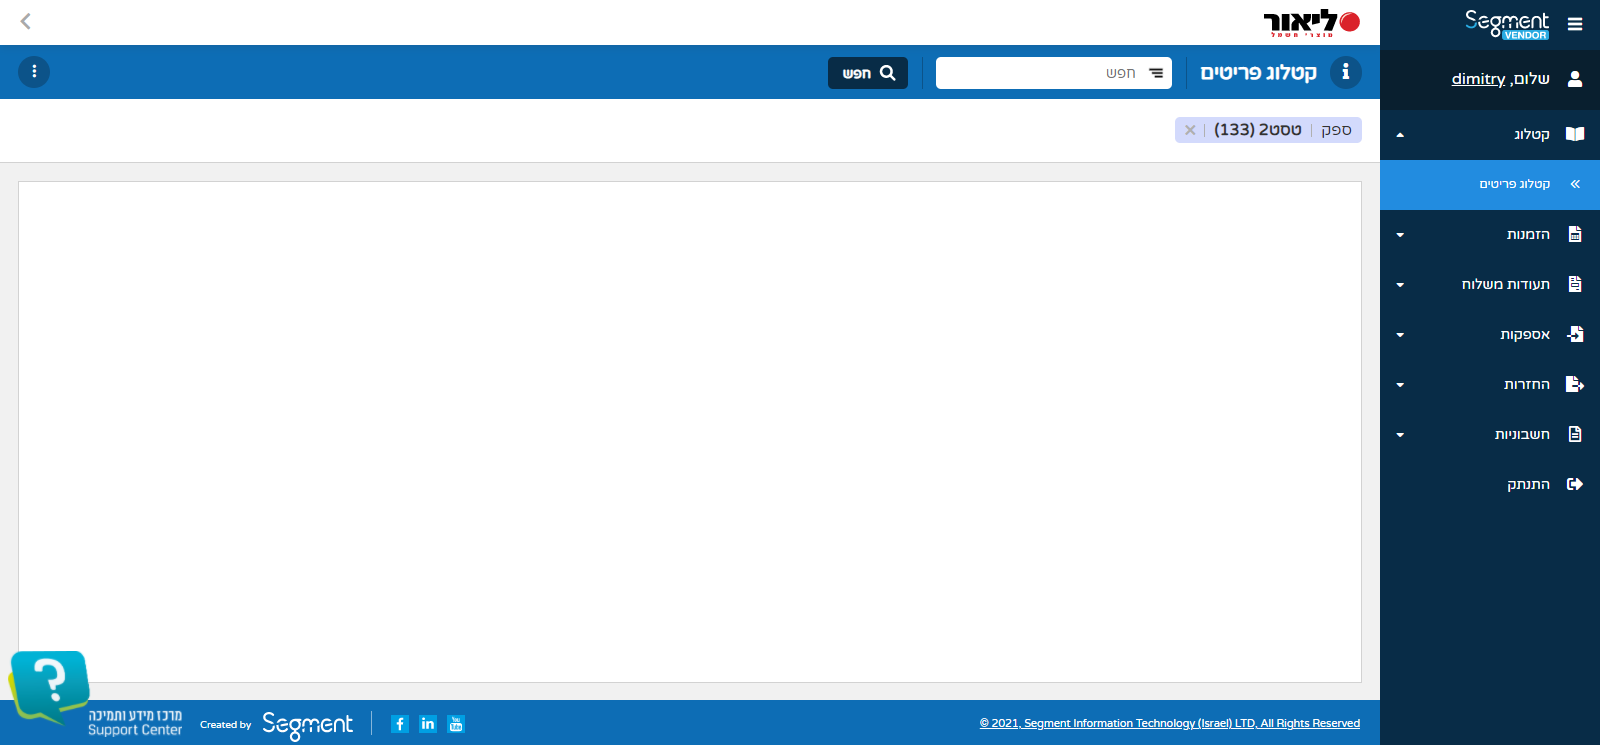 Segment
VENDOR
שלום, dimitry
קטלוג
קטלוג פריטים
הזמנות
תעודות משלוח
אספקות
החזרות
חשבוניות
התנתק
ליאור
מוצרי חשמל
קטלוג פריטים
חפש
חפש
ספק | טסט2 (133)
© 2021, Segment Information Technology (Israel) LTD, All Rights Reserved
You Tube
in
f
Created by Segment
מרכז מידע ותמיכה
Support Center